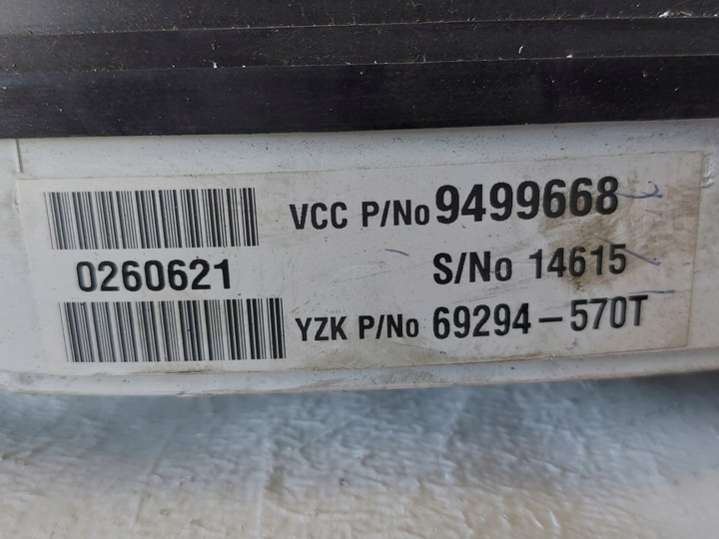 VCC P/No 9499668
0260621 S/No 14615
YZK P/No 69294-570T